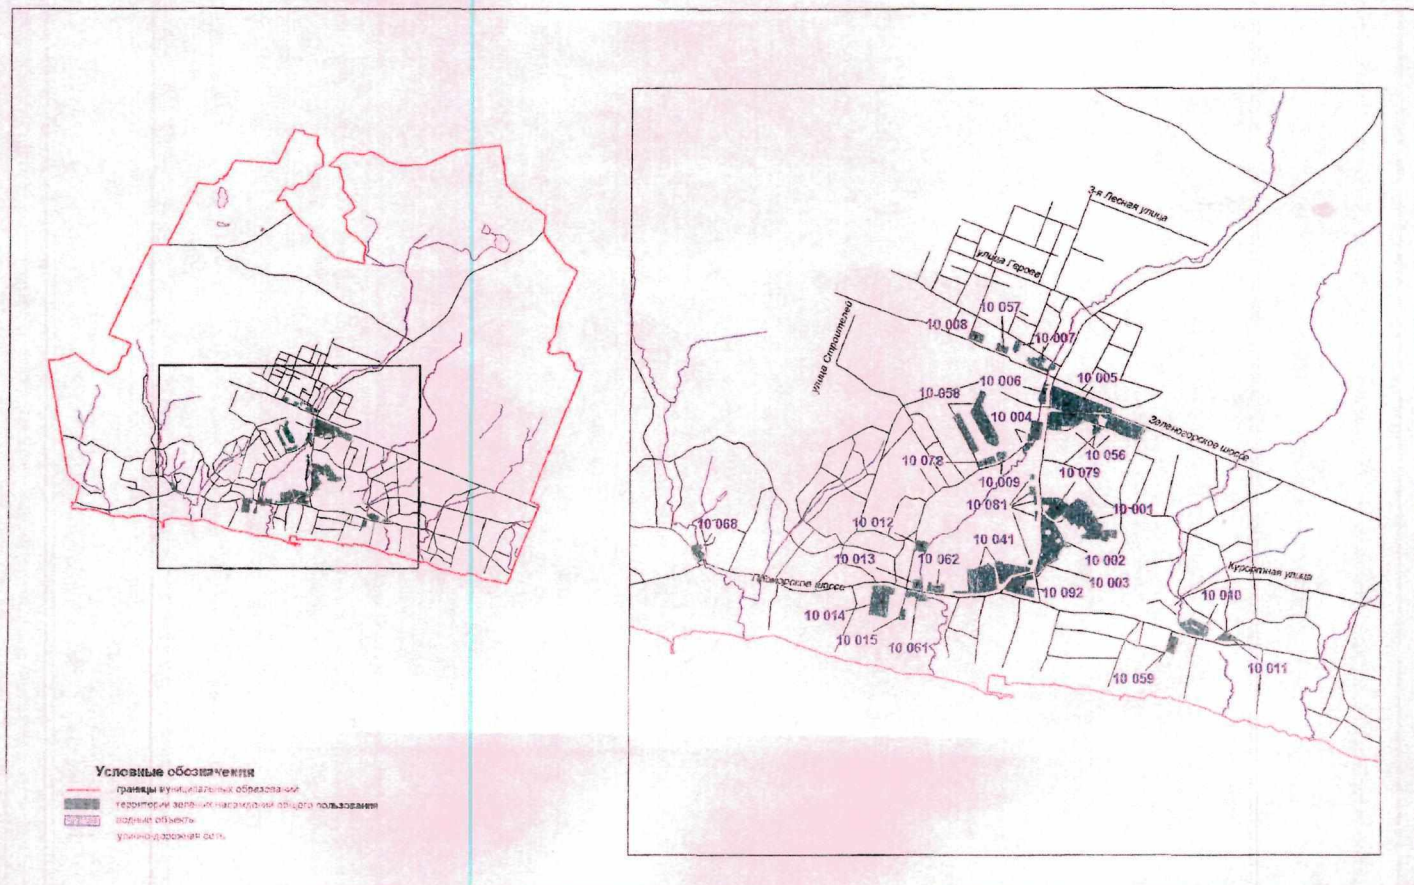 3-я Лесная улица
улица Героев
10 057
10 008
10 007
улица Строителей
10 006
10 005
10 058
10 004
Зеленогорское шоссе
10 056
10 072
10 079
10 009
10 081
10 001
10 012
10 068
10 041
10 002
10 013
10 062
10 003
Приморское шоссе
Курортная улица
10 092
10 010
10 014
10 015
10 061
10 011
10 059
Условные обозначения
границы муниципальных образований
территории зеленых насаждений общего пользования
водные объекты
улично-дорожная сеть